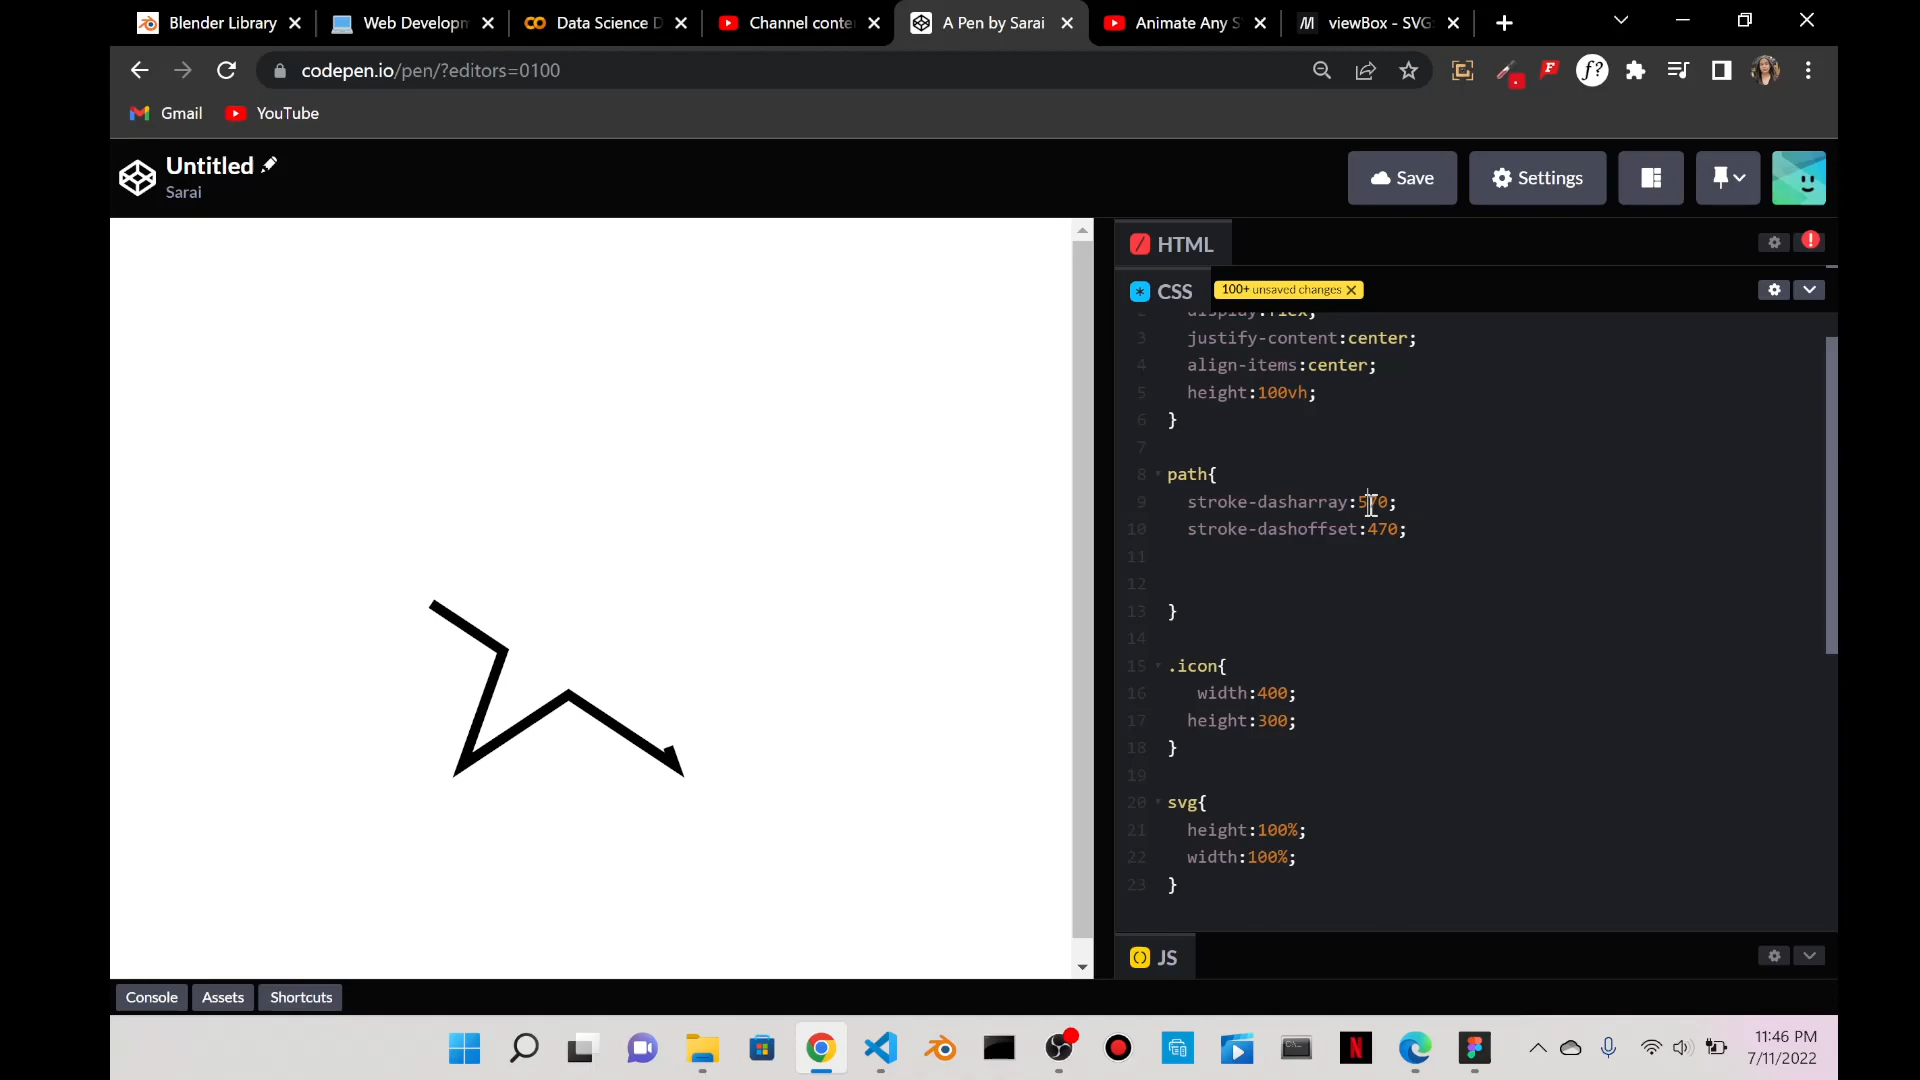 Blender Library
Web Developm
Data Science D
Channel conte
A Pen by Sarai
Animate Any S
viewBox - SVG
codepen.io/pen/?editors=0100
Gmail
YouTube
Untitled
Sarai
Save
Settings
HTML
CSS
100+ unsaved changes
2 display:flex;
3 justify-content:center;
4 align-items:center;
5 height:100vh;
6 }
7
8 path{
9 stroke-dasharray:570;
10 stroke-dashoffset:470;
11
12
13 }
14
15 .icon{
16 width:400;
17 height:300;
18 }
19
20 svg{
21 height:100%;
22 width:100%;
23 }
JS
Console
Assets
Shortcuts
11:46 PM
7/11/2022